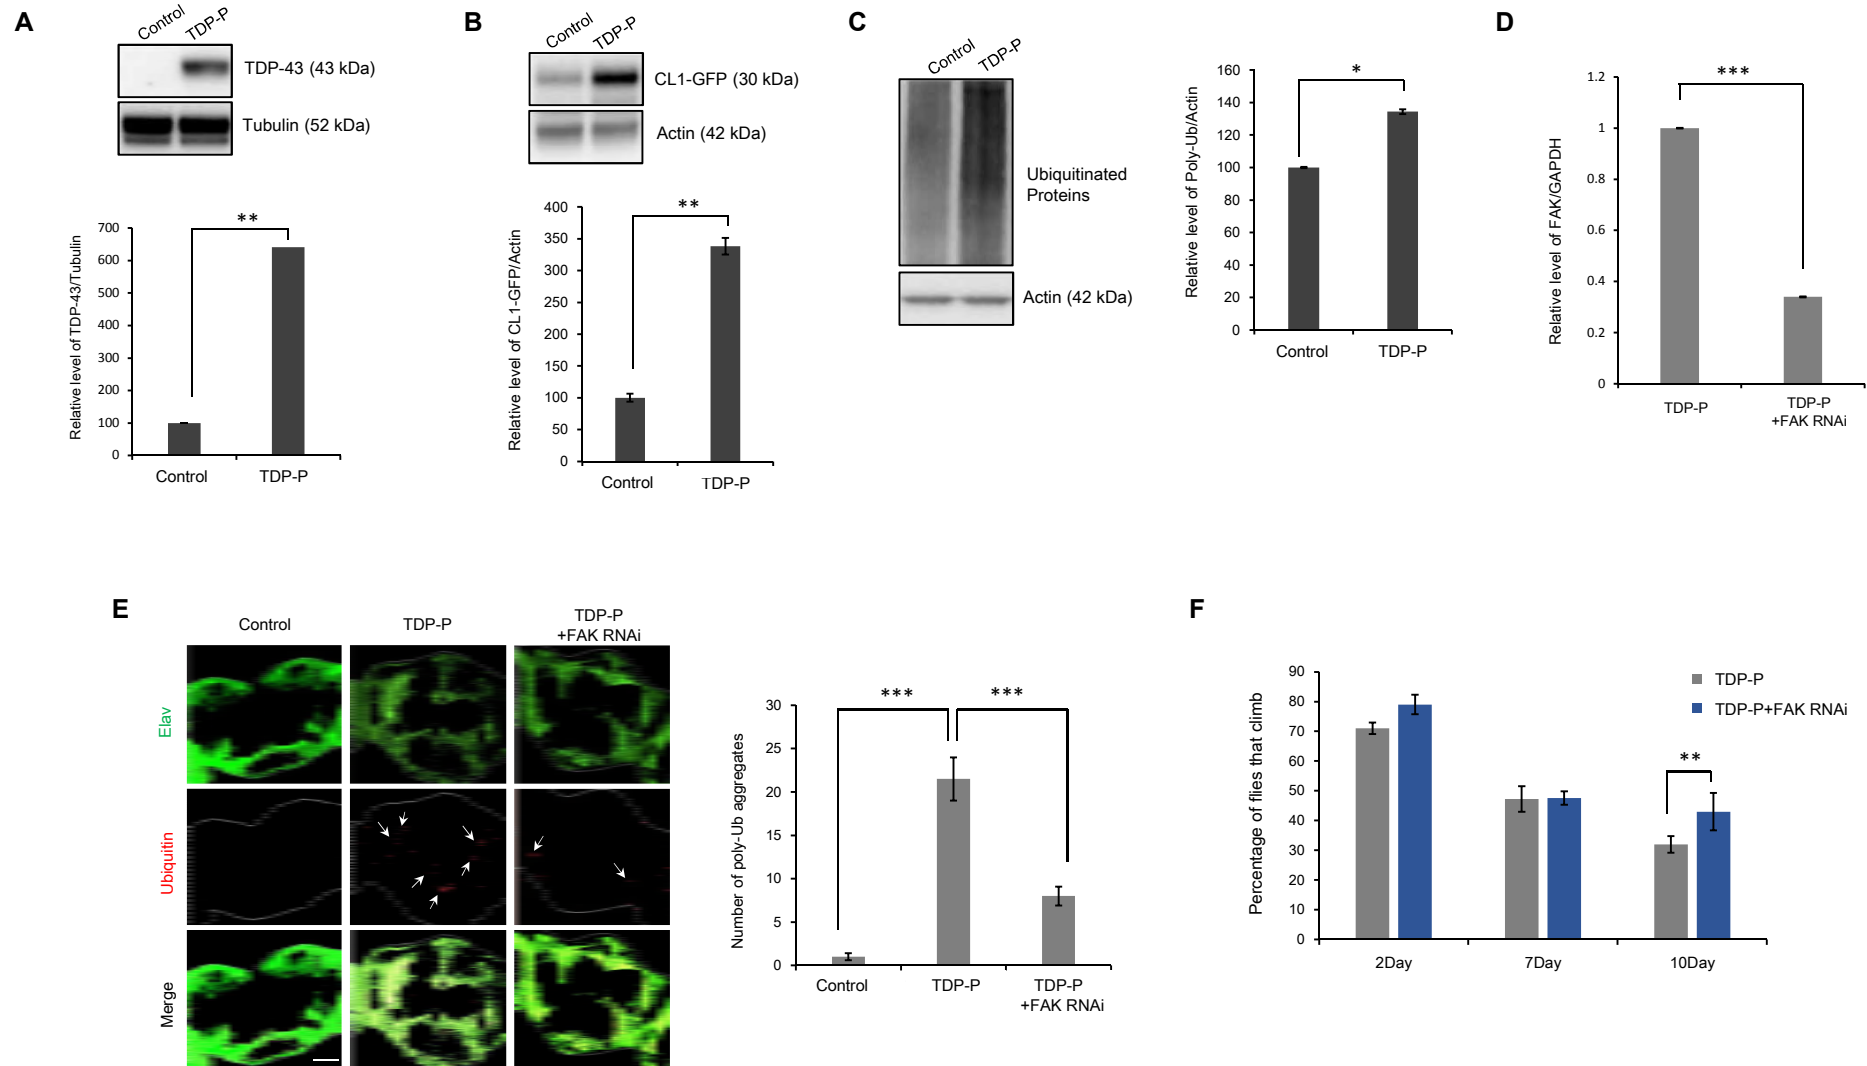 A
Control
TDP-P
TDP-43 (43 kDa)
Tubulin (52 kDa)
**
Relative level of TDP-43/Tubulin
700
600
500
400
300
200
100
0
Control
TDP-P
B
Control
TDP-P
CL1-GFP (30 kDa)
Actin (42 kDa)
**
Relative level of CL1-GFP/Actin
400
350
300
250
200
150
100
50
0
Control
TDP-P
C
Control
TDP-P
Ubiquitinated
Proteins
Actin (42 kDa)
*
Relative level of Poly-Ub/Actin
160
140
120
100
80
60
40
20
0
Control
TDP-P
D
***
Relative level of FAK/GAPDH
1.2
1
0.8
0.6
0.4
0.2
0
TDP-P
TDP-P
+FAK RNAi
E
Control
TDP-P
TDP-P
+FAK RNAi
Elav
Ubiquitin
Merge
***
***
Number of poly-Ub aggregates
30
25
20
15
10
5
0
Control
TDP-P
TDP-P
+FAK RNAi
F
TDP-P
TDP-P+FAK RNAi
**
Percentage of flies that climb
90
80
70
60
50
40
30
20
10
0
2Day
7Day
10Day